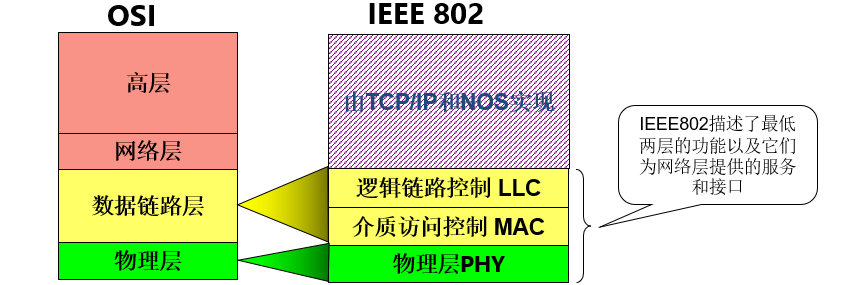 OSI
IEEE 802
高层
网络层
数据链路层
物理层
由TCP/IP和NOS实现
逻辑链路控制 LLC
介质访问控制 MAC
物理层PHY
IEEE802描述了最低
两层的功能以及它们
为网络层提供的服务
和接口